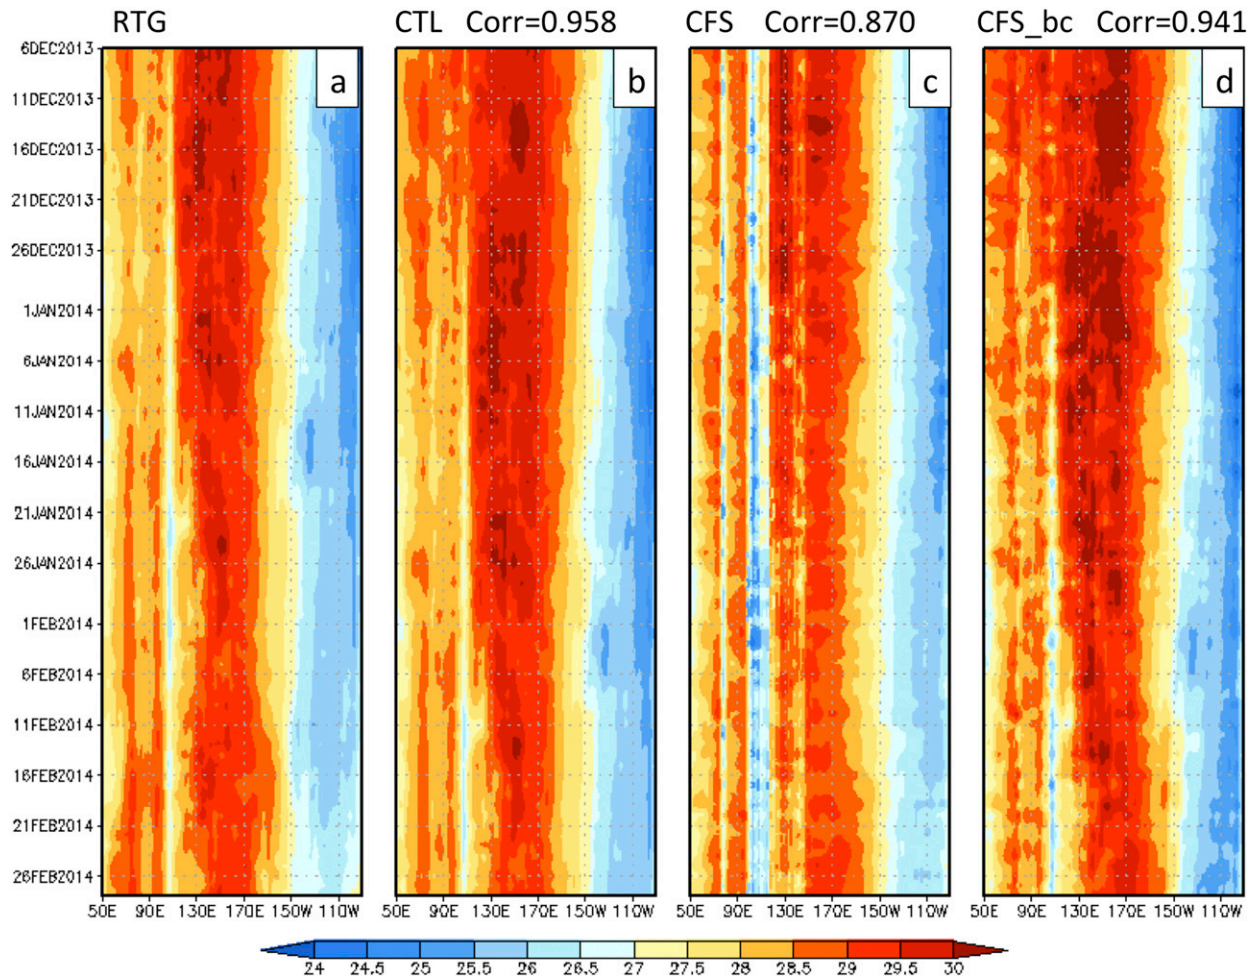 RTG CTL Corr=0.958 CFS Corr=0.870 CFS_bc Corr=0.941
a b c d
6DEC2013
11DEC2013
16DEC2013
21DEC2013
26DEC2013
1JAN2014
6JAN2014
11JAN2014
16JAN2014
21JAN2014
26JAN2014
1FEB2014
6FEB2014
11FEB2014
16FEB2014
21FEB2014
26FEB2014
50E 90E 130E 170E 150W 110W 50E 90E 130E 170E 150W 110W 50E 90E 130E 170E 150W 110W 50E 90E 130E 170E 150W 110W
24 24.5 25 25.5 26 26.5 27 27.5 28 28.5 29 29.5 30